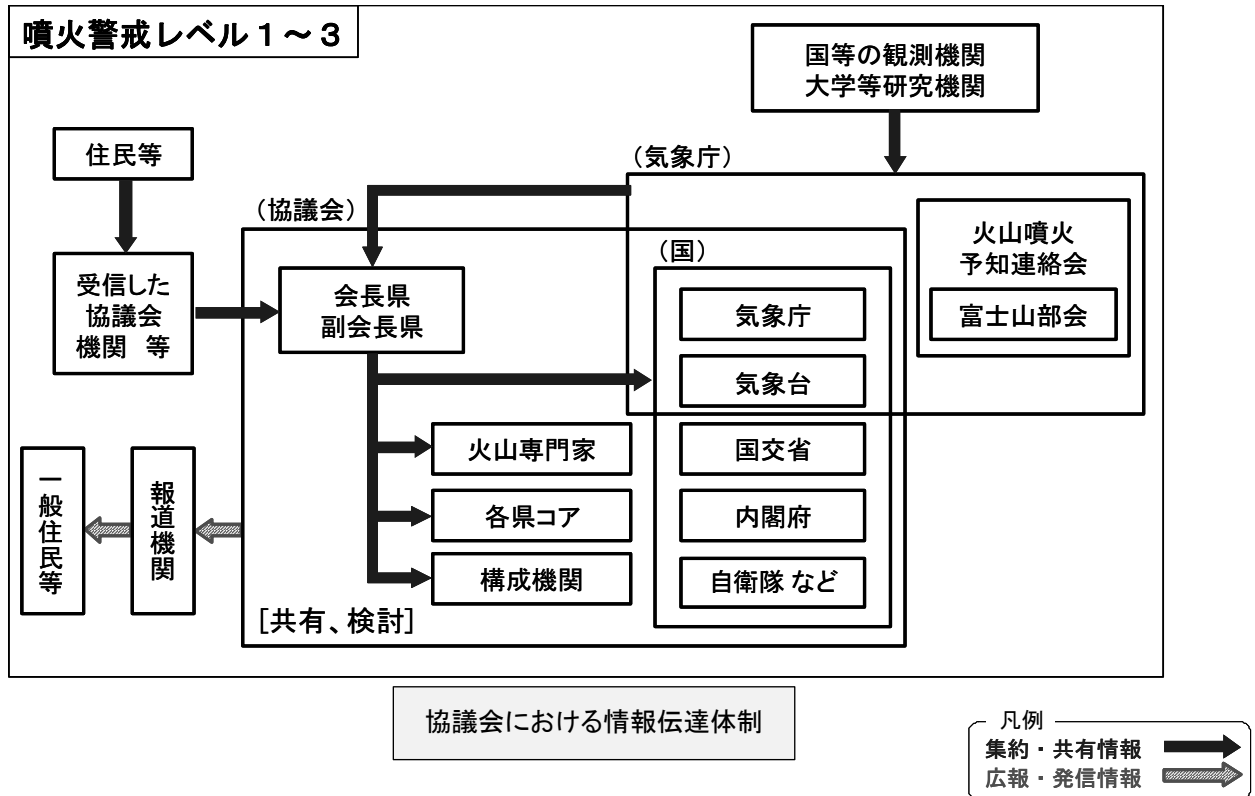 噴火警戒レベル1～3
国等の観測機関
大学等研究機関
住民等
（気象庁）
（協議会）
受信した
協議会
機関 等
会長県
副会長県
（国）
気象庁
気象台
国交省
内閣府
自衛隊 など
火山噴火
予知連絡会
富士山部会
火山専門家
各県コア
構成機関
一般住民等
報道機関
[共有、検討]
協議会における情報伝達体制
凡例
集約・共有情報
広報・発信情報